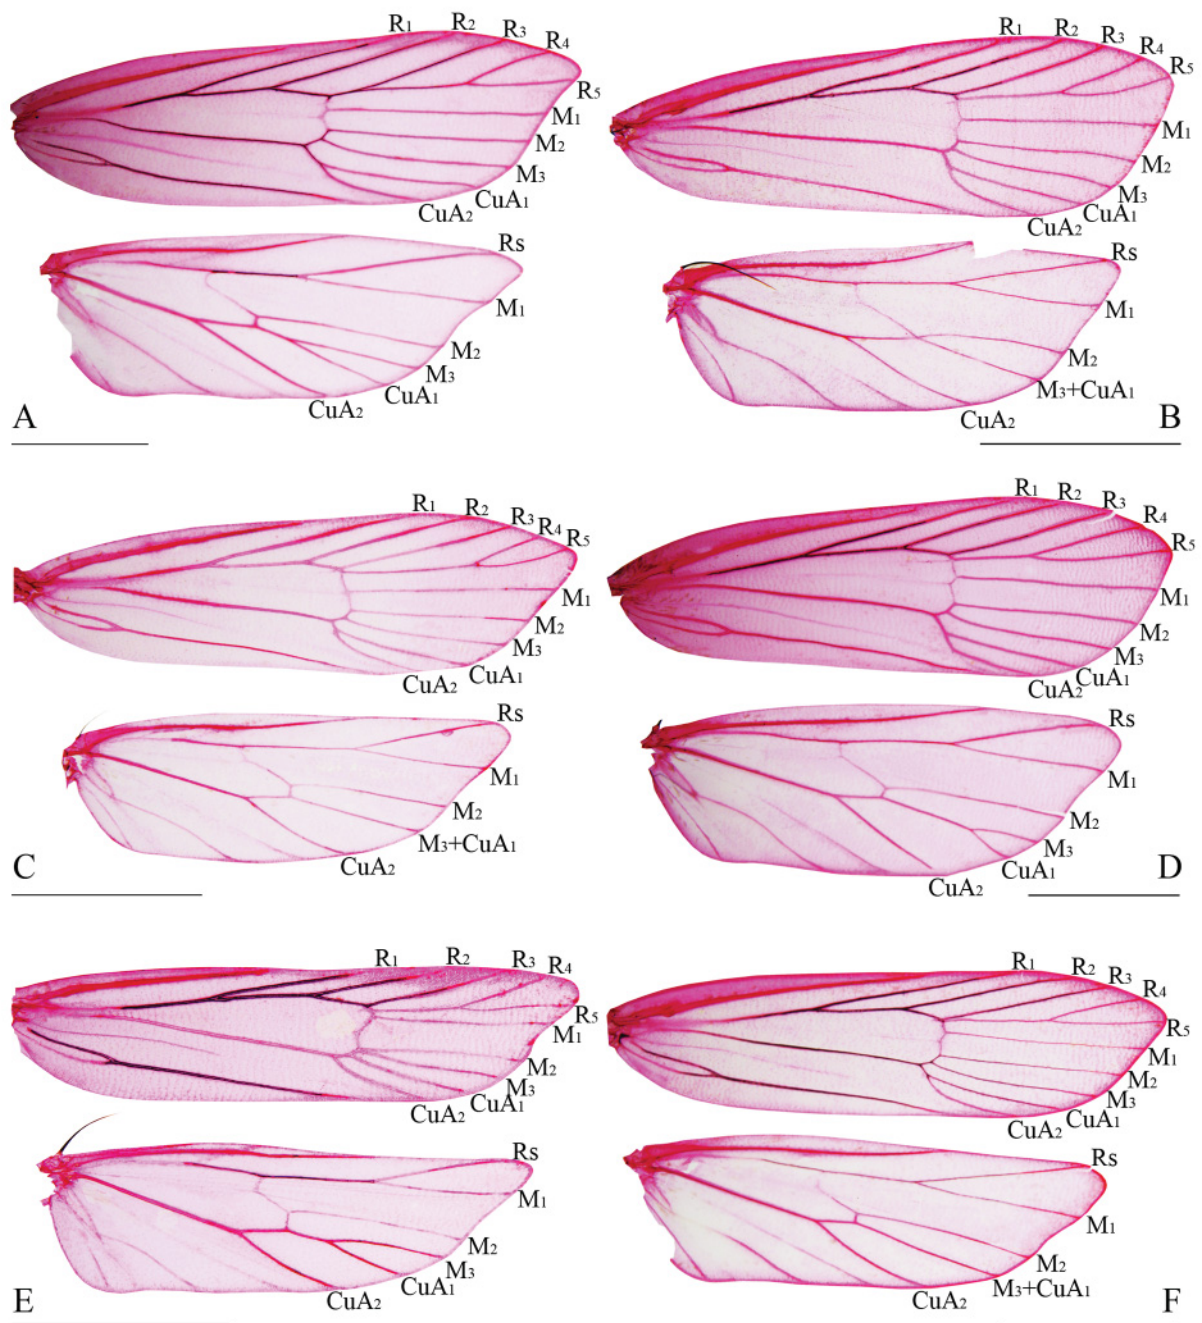 R1 R2 R3 R4 R5 M1 M2 M3 CuA1 CuA2
Rs M1 M2 M3 CuA1 CuA2
A
R1 R2 R3 R4 R5 M1 M2 M3 CuA1 CuA2
Rs M1 M2 M3+CuA1 CuA2
B
R1 R2 R3 R4 R5 M1 M2 M3 CuA1 CuA2
Rs M1 M2 M3+CuA1 CuA2
C
R1 R2 R3 R4 R5 M1 M2 M3 CuA1 CuA2
Rs M1 M2 M3 CuA1 CuA2
D
R1 R2 R3 R4 R5 M1 M2 M3 CuA1 CuA2
Rs M1 M2 M3 CuA1 CuA2
E
R1 R2 R3 R4 R5 M1 M2 M3 CuA1 CuA2
Rs M1 M2 M3+CuA1 CuA2
F